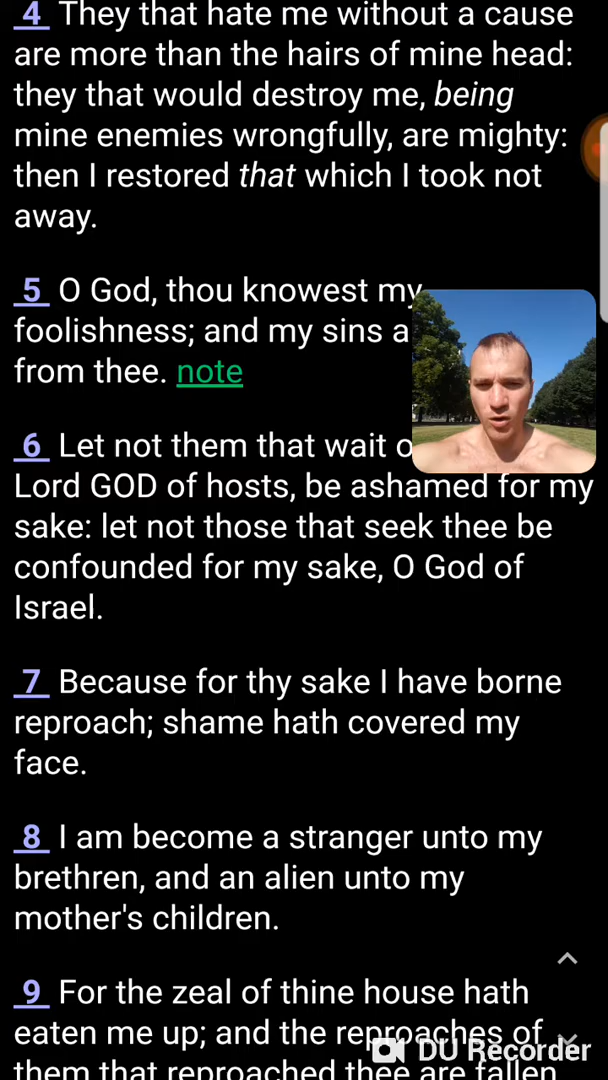 4 They that hate me without a cause
are more than the hairs of mine head:
they that would destroy me, being
mine enemies wrongfully, are mighty:
then I restored that which I took not
away.
5 O God, thou knowest my
foolishness; and my sins a
from thee. note
6 Let not them that wait o
Lord GOD of hosts, be ashamed for my
sake: let not those that seek thee be
confounded for my sake, O God of
Israel.
7 Because for thy sake I have borne
reproach; shame hath covered my
face.
8 I am become a stranger unto my
brethren, and an alien unto my
mother's children.
9 For the zeal of thine house hath
eaten me up; and the reproaches of
them that reproached thee are fallen
DU Recorder